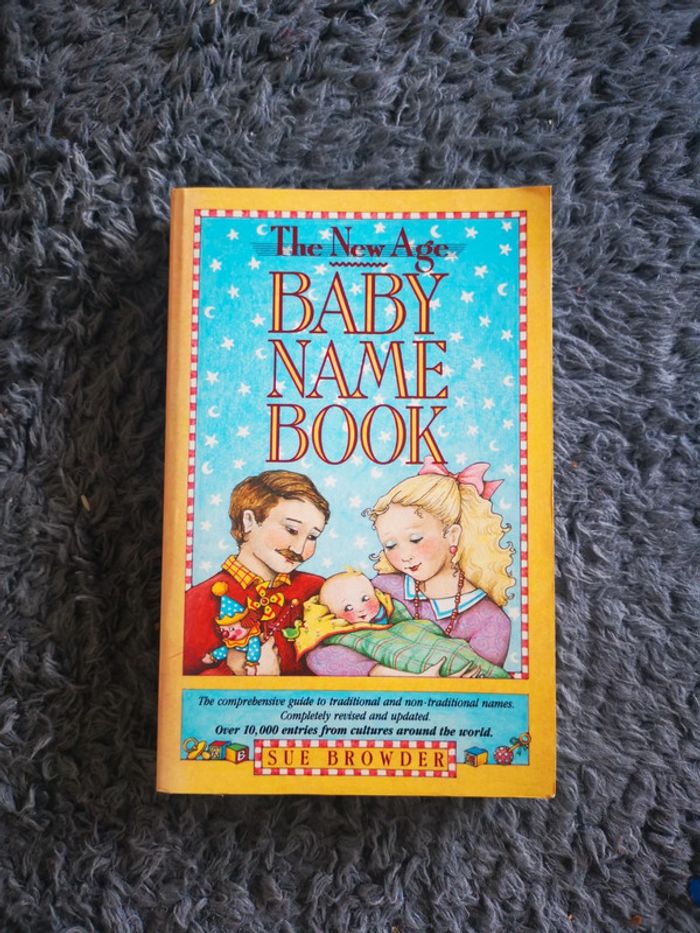 The New Age
BABY
NAME
BOOK
The comprehensive guide to traditional and non-traditional names.
Completely revised and updated.
Over 10,000 entries from cultures around the world.
B
SUE BROWDER